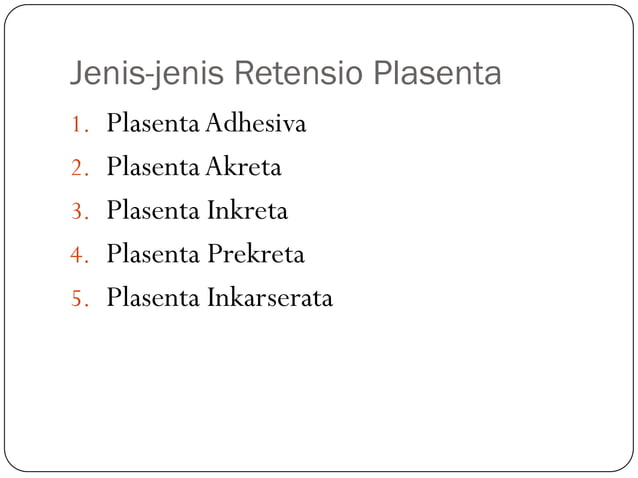 Jenis-jenis Retensio Plasenta
1. Plasenta Adhesiva
2. Plasenta Akreta
3. Plasenta Inkreta
4. Plasenta Prekreta
5. Plasenta Inkarserata